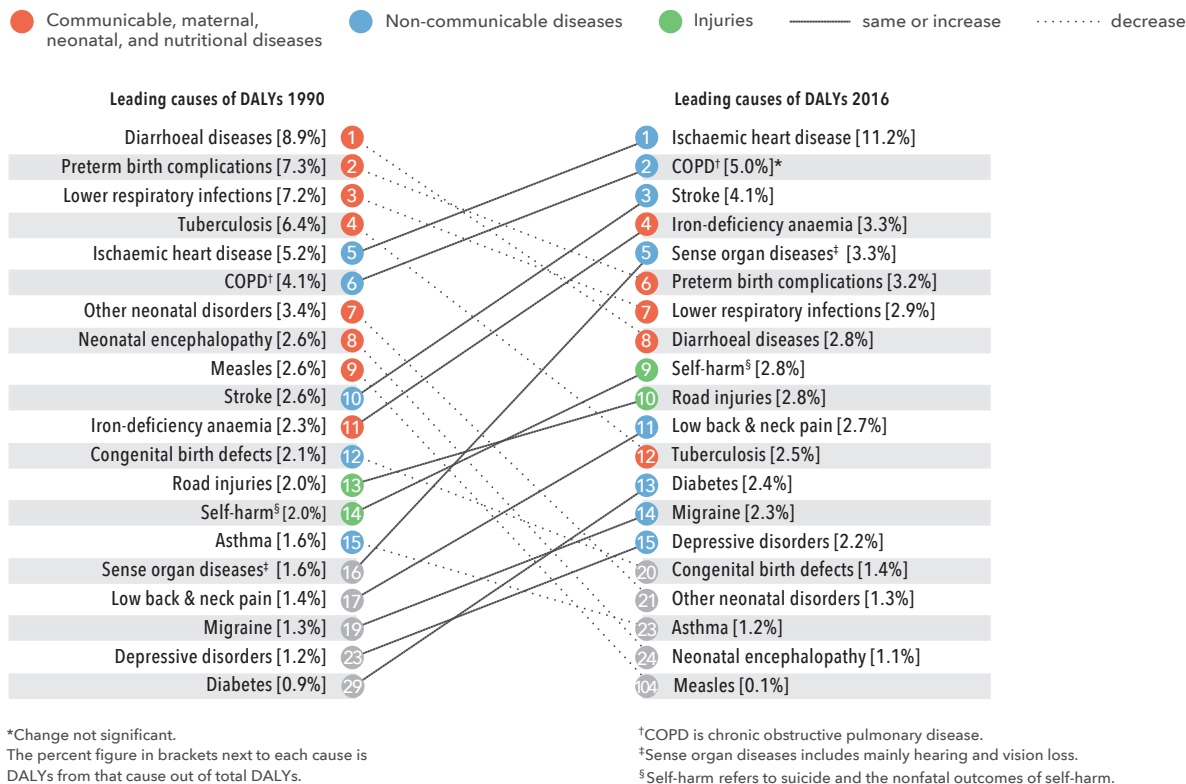 Communicable, maternal,
neonatal, and nutritional diseases
Non-communicable diseases
Injuries
same or increase
decrease
Leading causes of DALYs 1990
Diarrhoeal diseases [8.9%] 1
Preterm birth complications [7.3%] 2
Lower respiratory infections [7.2%] 3
Tuberculosis [6.4%] 4
Ischaemic heart disease [5.2%] 5
COPD† [4.1%] 6
Other neonatal disorders [3.4%] 7
Neonatal encephalopathy [2.6%] 8
Measles [2.6%] 9
Stroke [2.6%] 10
Iron-deficiency anaemia [2.3%] 11
Congenital birth defects [2.1%] 12
Road injuries [2.0%] 13
Self-harm§ [2.0%] 14
Asthma [1.6%] 15
Sense organ diseases‡ [1.6%] 16
Low back & neck pain [1.4%] 17
Migraine [1.3%] 19
Depressive disorders [1.2%] 23
Diabetes [0.9%] 29
Leading causes of DALYs 2016
1 Ischaemic heart disease [11.2%]
2 COPD† [5.0%]*
3 Stroke [4.1%]
4 Iron-deficiency anaemia [3.3%]
5 Sense organ diseases‡ [3.3%]
6 Preterm birth complications [3.2%]
7 Lower respiratory infections [2.9%]
8 Diarrhoeal diseases [2.8%]
9 Self-harm§ [2.8%]
10 Road injuries [2.8%]
11 Low back & neck pain [2.7%]
12 Tuberculosis [2.5%]
13 Diabetes [2.4%]
14 Migraine [2.3%]
15 Depressive disorders [2.2%]
20 Congenital birth defects [1.4%]
21 Other neonatal disorders [1.3%]
23 Asthma [1.2%]
24 Neonatal encephalopathy [1.1%]
104 Measles [0.1%]
*Change not significant.
The percent figure in brackets next to each cause is
DALYs from that cause out of total DALYs.
†COPD is chronic obstructive pulmonary disease.
‡Sense organ diseases includes mainly hearing and vision loss.
§Self-harm refers to suicide and the nonfatal outcomes of self-harm.